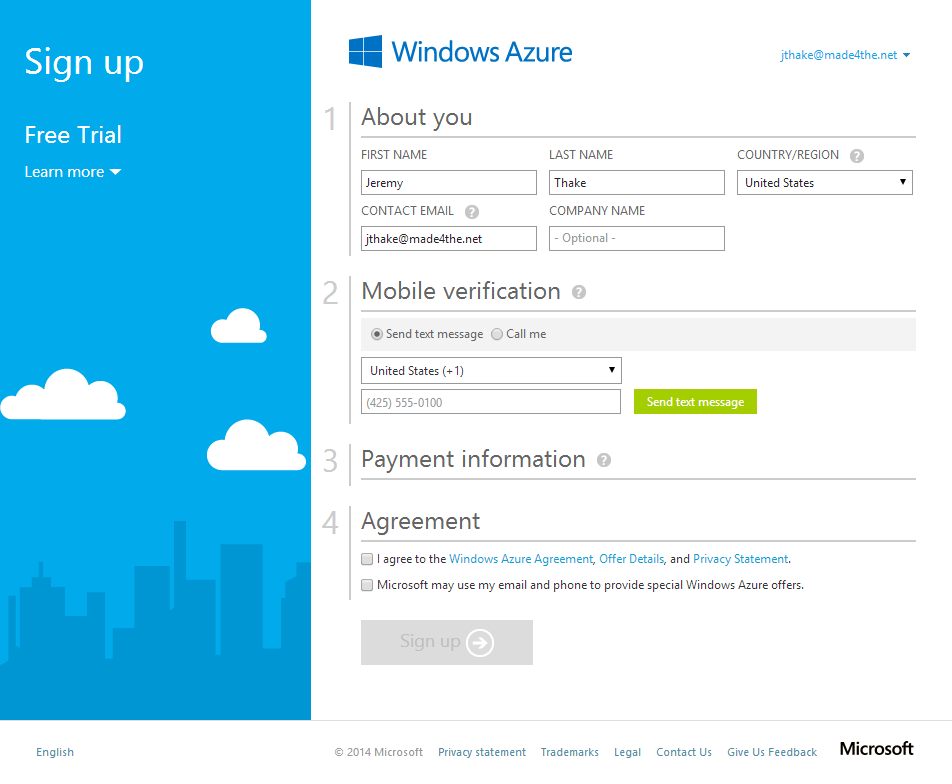 Sign up
Free Trial
Learn more
Windows Azure
jthake@made4the.net
1 About you
FIRST NAME LAST NAME COUNTRY/REGION ?
Jeremy Thake United States
CONTACT EMAIL ? COMPANY NAME
jthake@made4the.net - Optional -
2 Mobile verification ?
Send text message Call me
United States (+1)
(425) 555-0100 Send text message
3 Payment information ?
4 Agreement
I agree to the Windows Azure Agreement, Offer Details, and Privacy Statement.
Microsoft may use my email and phone to provide special Windows Azure offers.
Sign up
English © 2014 Microsoft Privacy statement Trademarks Legal Contact Us Give Us Feedback Microsoft